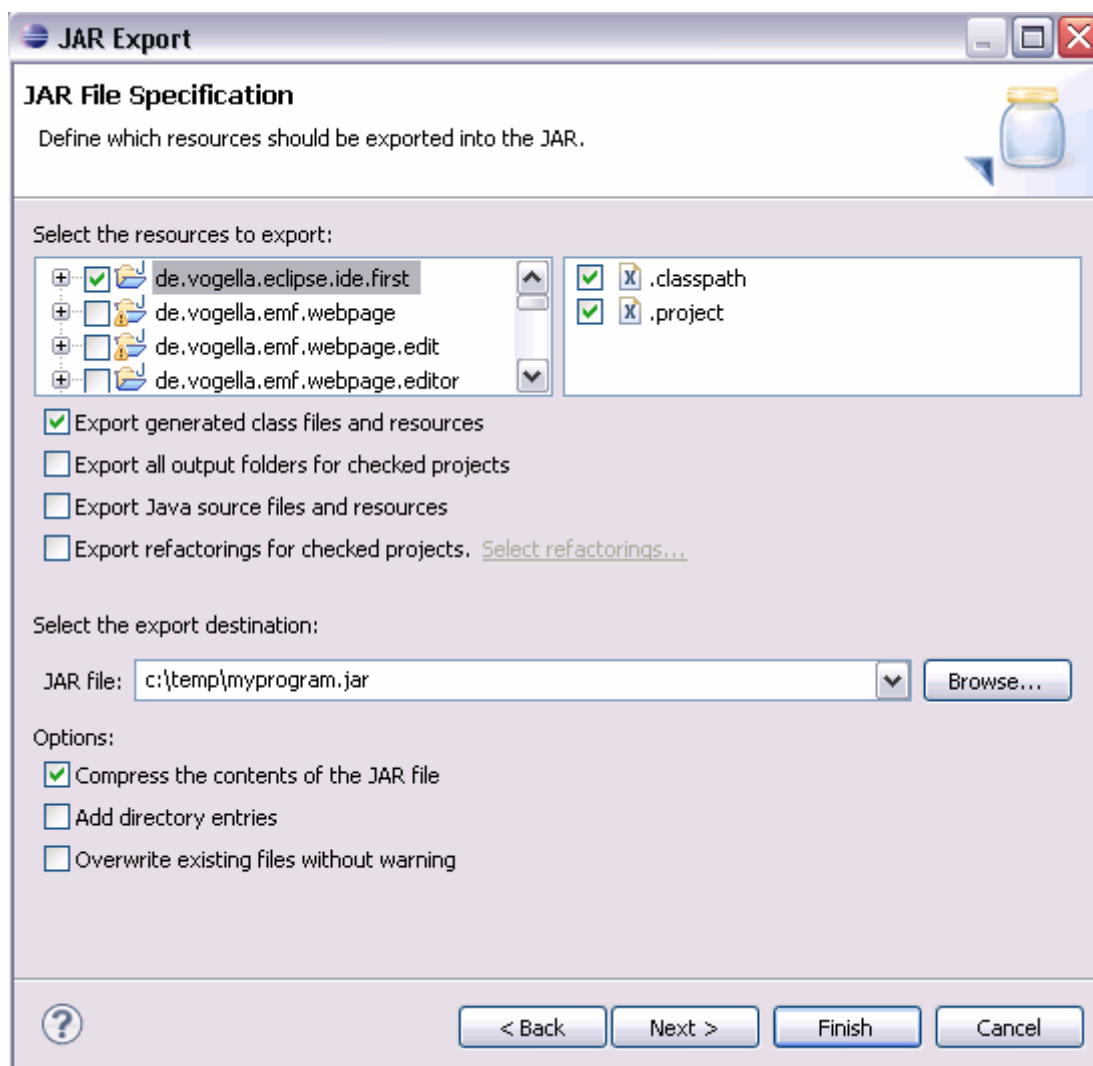 JAR Export
JAR File Specification
Define which resources should be exported into the JAR.
Select the resources to export:
de.vogella.eclipse.ide.first
de.vogella.emf.webpage
de.vogella.emf.webpage.edit
de.vogella.emf.webpage.editor
.classpath
.project
Export generated class files and resources
Export all output folders for checked projects
Export Java source files and resources
Export refactorings for checked projects. Select refactorings...
Select the export destination:
JAR file: c:\temp\myprogram.jar Browse...
Options:
Compress the contents of the JAR file
Add directory entries
Overwrite existing files without warning
? < Back Next > Finish Cancel